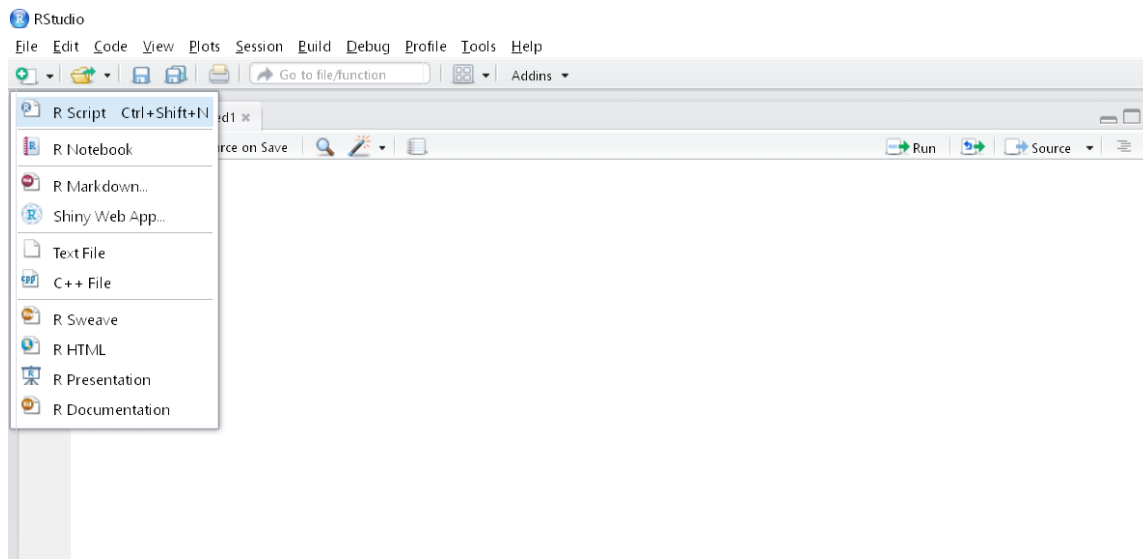 RStudio
File Edit Code View Plots Session Build Debug Profile Tools Help
Go to file/function Addins
R Script Ctrl+Shift+N
ed1
R Notebook
rce on Save Run Source
R Markdown...
Shiny Web App...
Text File
C++ File
R Sweave
R HTML
R Presentation
R Documentation